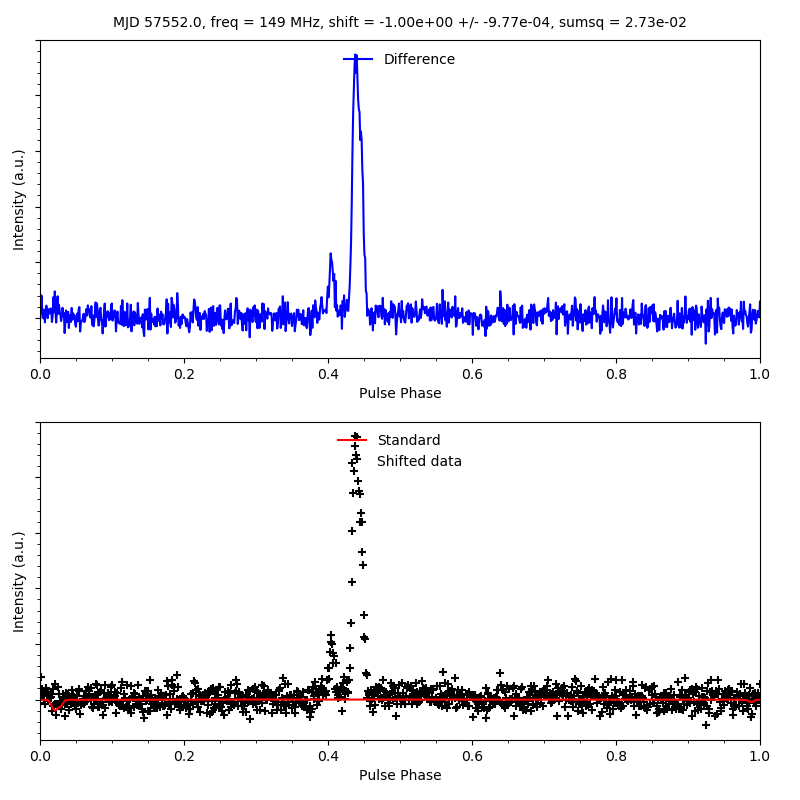 MJD 57552.0, freq = 149 MHz, shift = -1.00e+00 +/- -9.77e-04, sumsq = 2.73e-02
Difference
Intensity (a.u.)
0.0 0.2 0.4 0.6 0.8 1.0
Pulse Phase
Standard
Shifted data
Intensity (a.u.)
0.0 0.2 0.4 0.6 0.8 1.0
Pulse Phase